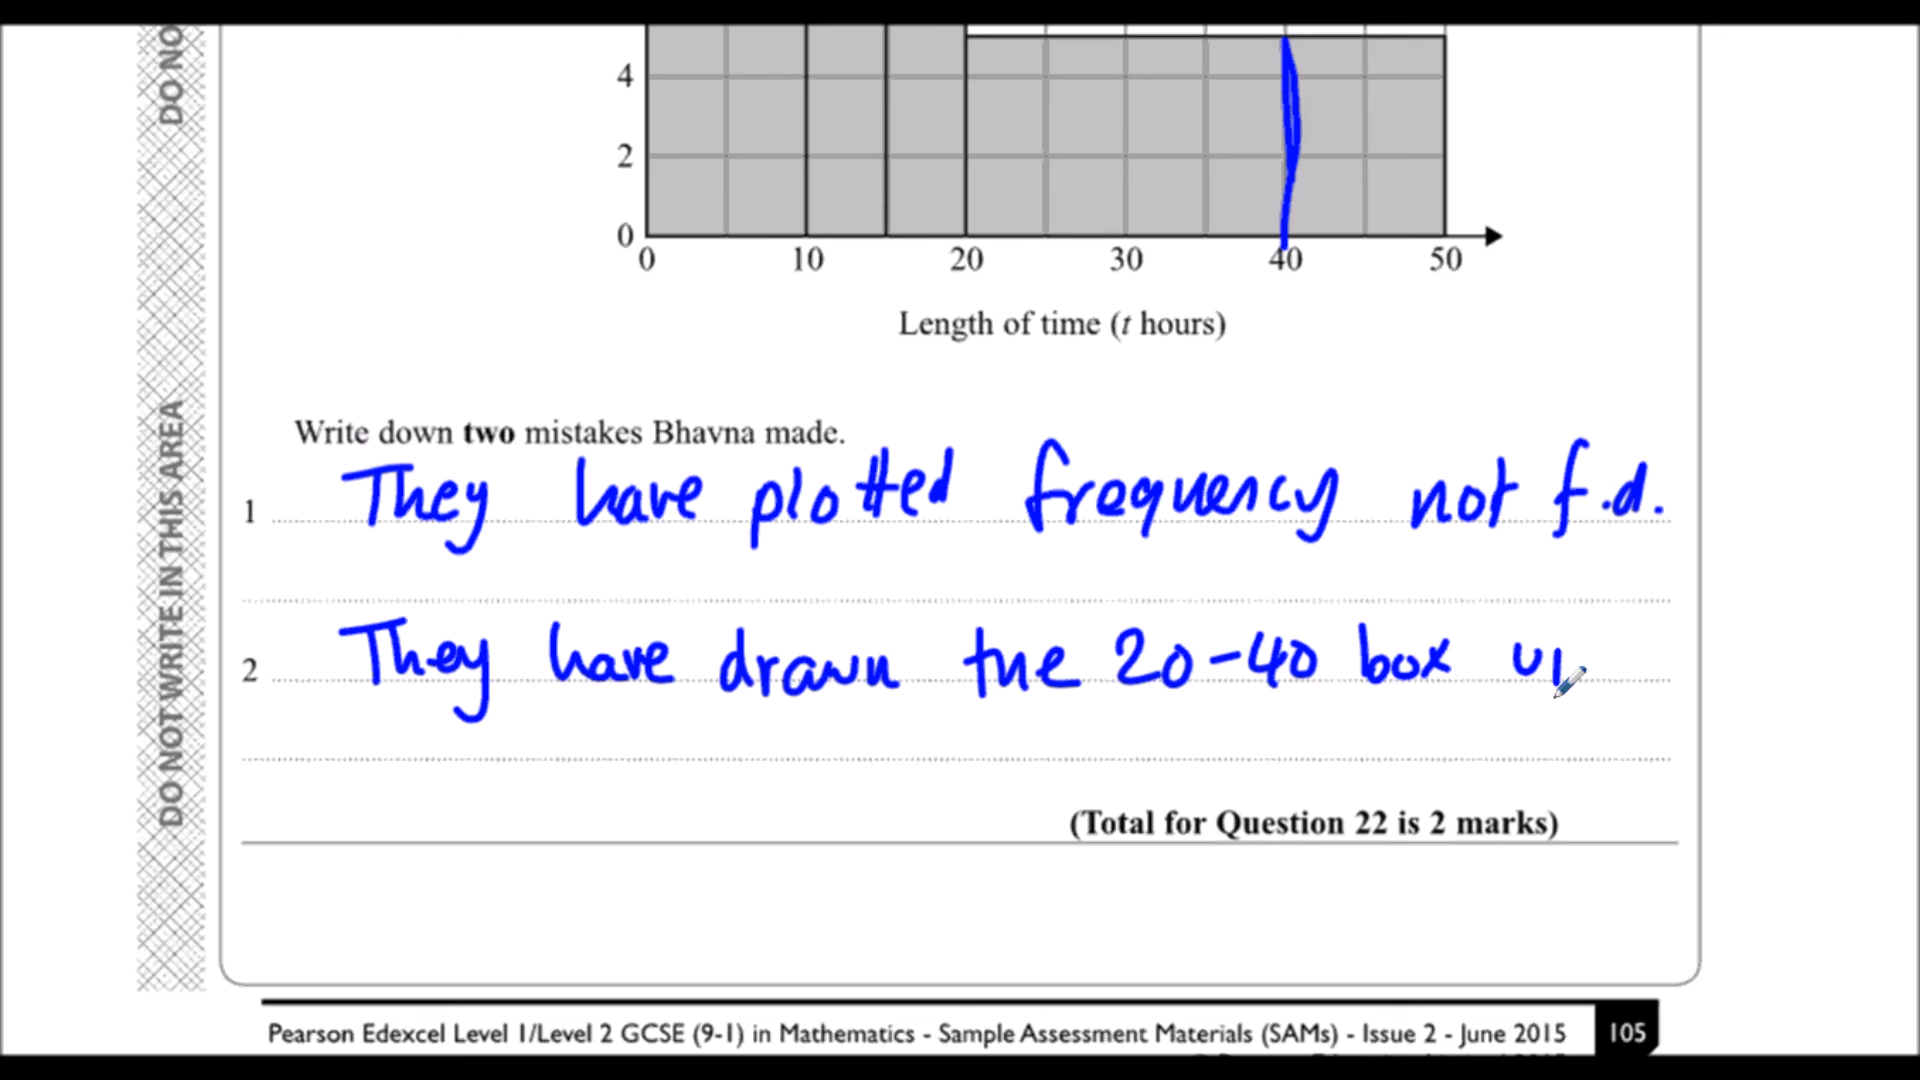 DO NO
4
2
0
0 10 20 30 40 50
Length of time (t hours)
DO NOT WRITE IN THIS AREA
Write down two mistakes Bhavna made.
1 They have plotted frequency not f.d.
2 They have drawn the 20-40 box
(Total for Question 22 is 2 marks)
Pearson Edexcel Level 1/Level 2 GCSE (9-1) in Mathematics - Sample Assessment Materials (SAMs) - Issue 2 - June 2015 105